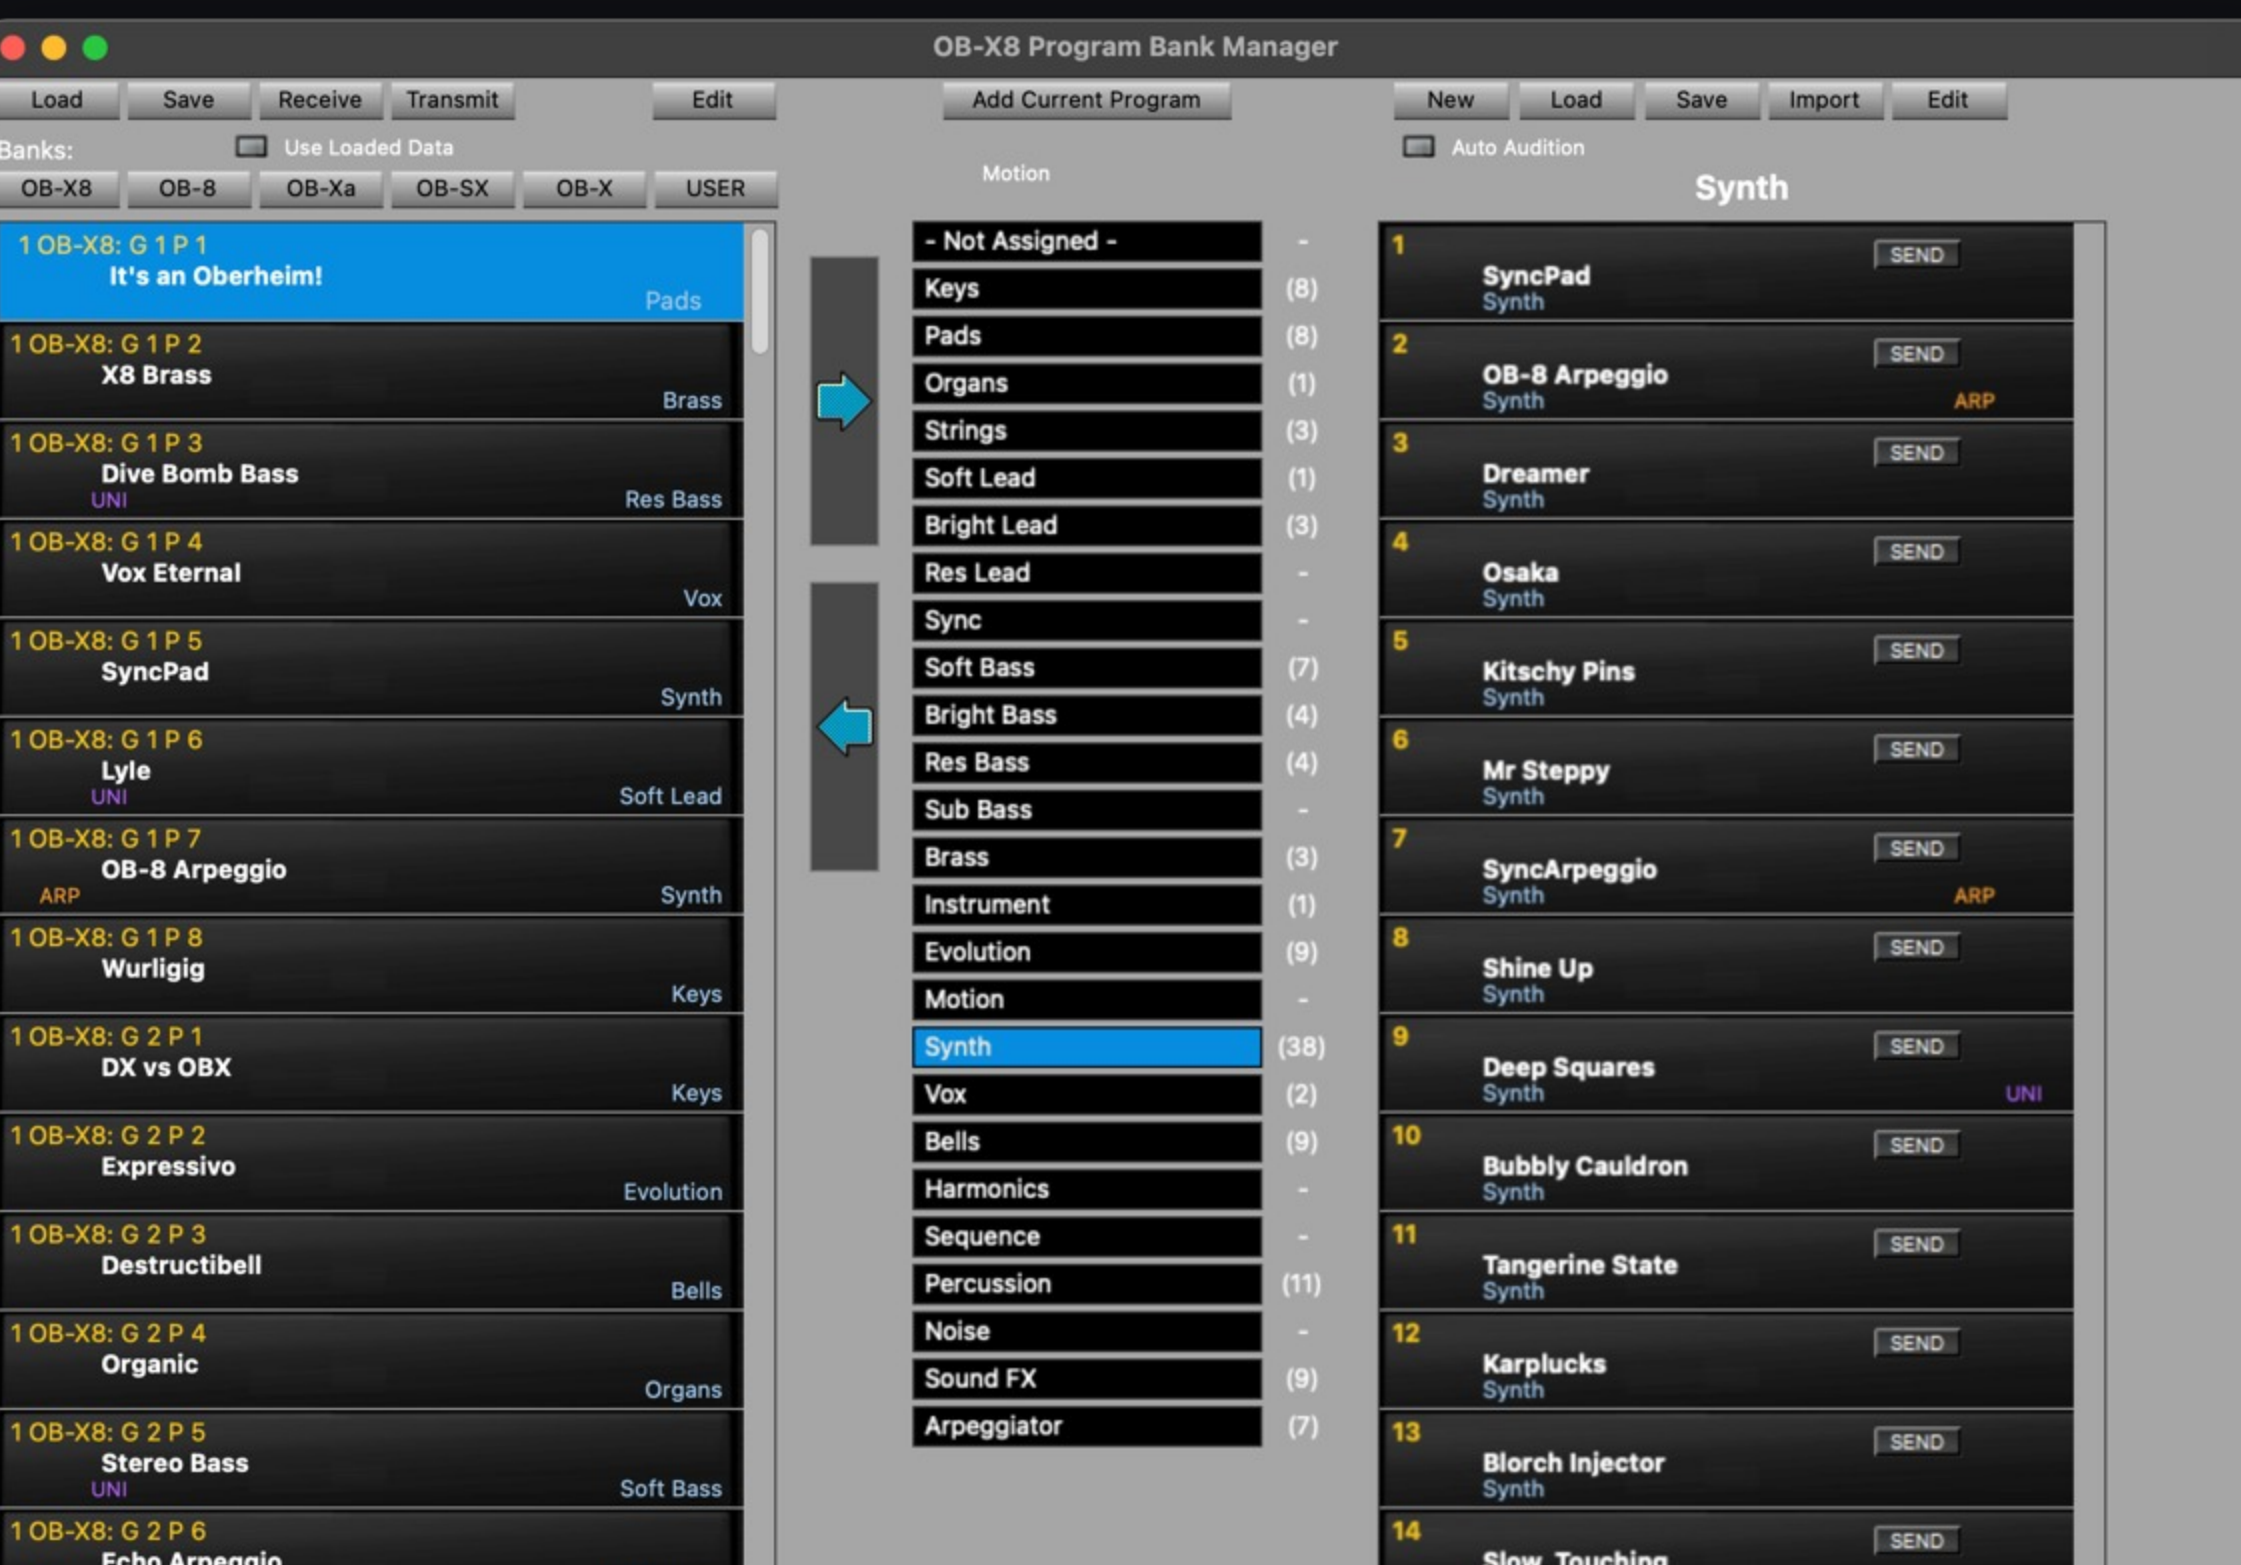 OB-X8 Program Bank Manager
Load Save Receive Transmit Edit Add Current Program New Load Save Import Edit
Banks: Use Loaded Data Auto Audition
Motion
OB-X8 OB-8 OB-Xa OB-SX OB-X USER
Synth
1 OB-X8: G 1 P 1
It's an Oberheim!
Pads
1 OB-X8: G 1 P 2
X8 Brass
Brass
1 OB-X8: G 1 P 3
Dive Bomb Bass
UNI Res Bass
1 OB-X8: G 1 P 4
Vox Eternal
Vox
1 OB-X8: G 1 P 5
SyncPad
Synth
1 OB-X8: G 1 P 6
Lyle
UNI Soft Lead
1 OB-X8: G 1 P 7
OB-8 Arpeggio
ARP Synth
1 OB-X8: G 1 P 8
Wurligig
Keys
1 OB-X8: G 2 P 1
DX vs OBX
Keys
1 OB-X8: G 2 P 2
Expressivo
Evolution
1 OB-X8: G 2 P 3
Destructibell
Bells
1 OB-X8: G 2 P 4
Organic
Organs
1 OB-X8: G 2 P 5
Stereo Bass
UNI Soft Bass
1 OB-X8: G 2 P 6
Echo Arpeggio
- Not Assigned - -
Keys (8)
Pads (8)
Organs (1)
Strings (3)
Soft Lead (1)
Bright Lead (3)
Res Lead -
Sync -
Soft Bass (7)
Bright Bass (4)
Res Bass (4)
Sub Bass -
Brass (3)
Instrument (1)
Evolution (9)
Motion -
Synth (38)
Vox (2)
Bells (9)
Harmonics -
Sequence -
Percussion (11)
Noise -
Sound FX (9)
Arpeggiator (7)
1 SEND
SyncPad
Synth
2 SEND
OB-8 Arpeggio
Synth ARP
3 SEND
Dreamer
Synth
4 SEND
Osaka
Synth
5 SEND
Kitschy Pins
Synth
6 SEND
Mr Steppy
Synth
7 SEND
SyncArpeggio
Synth ARP
8 SEND
Shine Up
Synth
9 SEND
Deep Squares
Synth UNI
10 SEND
Bubbly Cauldron
Synth
11 SEND
Tangerine State
Synth
12 SEND
Karplucks
Synth
13 SEND
Blorch Injector
Synth
14 SEND
Slow, Touching